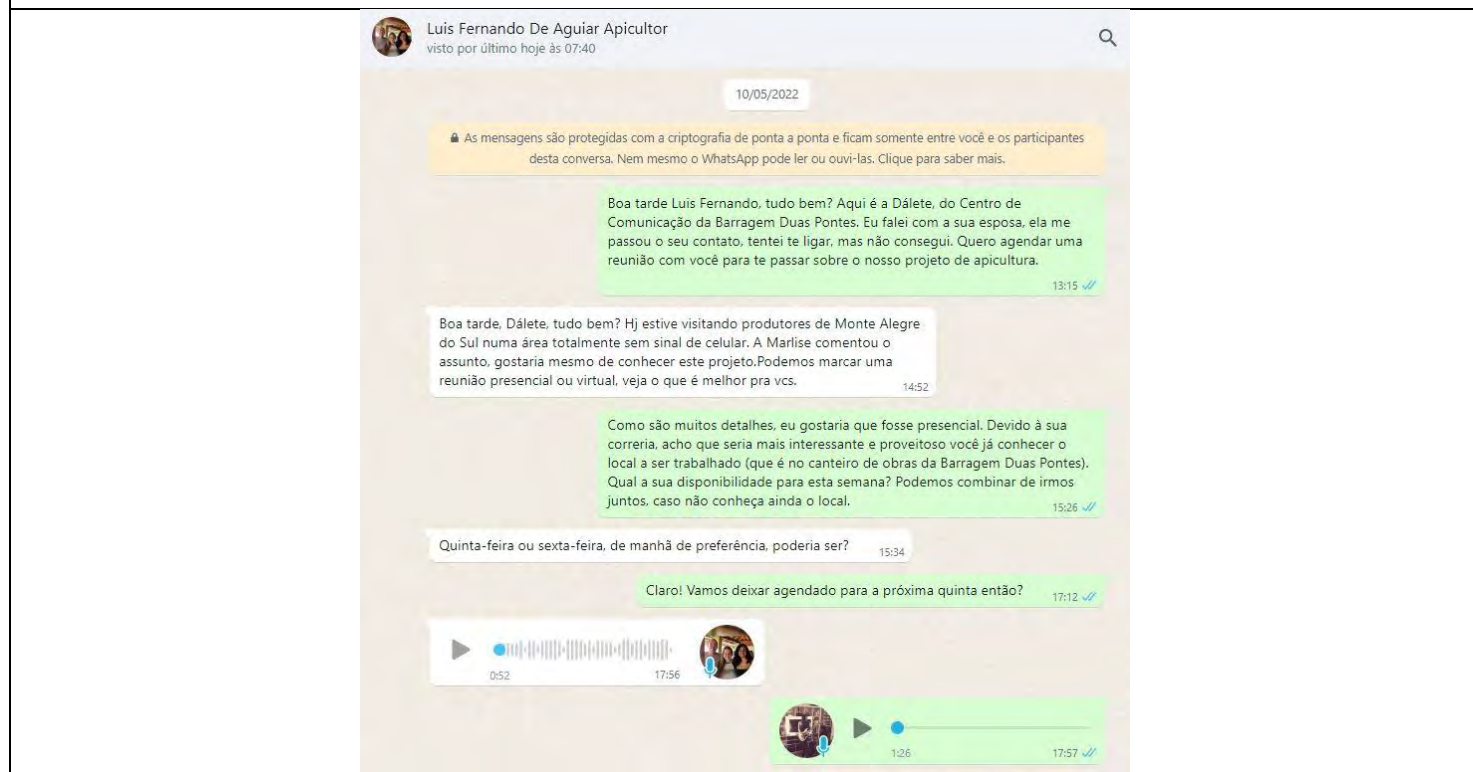 Luis Fernando De Aguiar Apicultor
visto por último hoje às 07:40
10/05/2022
As mensagens são protegidas com a criptografia de ponta a ponta e ficam somente entre você e os participantes
desta conversa. Nem mesmo o WhatsApp pode ler ou ouvi-las. Clique para saber mais.
Boa tarde Luis Fernando, tudo bem? Aqui é a Dálete, do Centro de
Comunicação da Barragem Duas Pontes. Eu falei com a sua esposa, ela me
passou o seu contato, tentei te ligar, mas não consegui. Quero agendar uma
reunião com você para te passar sobre o nosso projeto de apicultura.
13:15
Boa tarde, Dálete, tudo bem? Hj estive visitando produtores de Monte Alegre
do Sul numa área totalmente sem sinal de celular. A Marlise comentou o
assunto, gostaria mesmo de conhecer este projeto.Podemos marcar uma
reunião presencial ou virtual, veja o que é melhor pra vcs.
14:52
Como são muitos detalhes, eu gostaria que fosse presencial. Devido à sua
correria, acho que seria mais interessante e proveitoso você já conhecer o
local a ser trabalhado (que é no canteiro de obras da Barragem Duas Pontes).
Qual a sua disponibilidade para esta semana? Podemos combinar de irmos
juntos, caso não conheça ainda o local.
15:26
Quinta-feira ou sexta-feira, de manhã de preferência, poderia ser?
15:34
Claro! Vamos deixar agendado para a próxima quinta então?
17:12
0:52
17:56
1:26
17:57